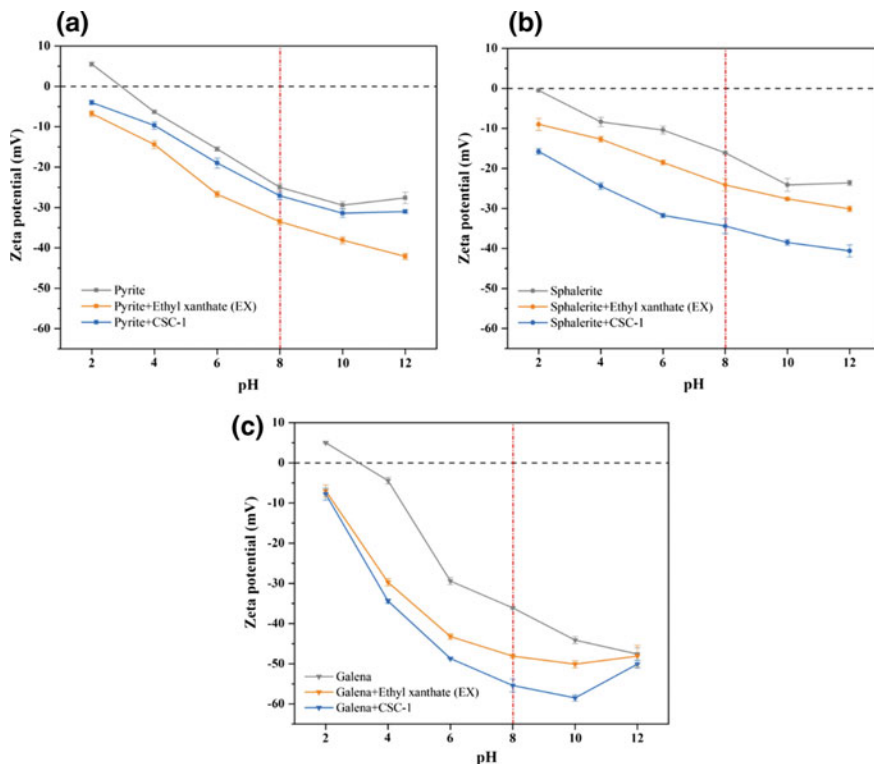 (a)
10
0
-10
-20
-30
-40
-50
-60
Zeta potential (mV)
Pyrite
Pyrite+Ethyl xanthate (EX)
Pyrite+CSC-1
2 4 6 8 10 12
pH
(b)
10
0
-10
-20
-30
-40
-50
-60
Zeta potential (mV)
Sphalerite
Sphalerite+Ethyl xanthate (EX)
Sphalerite+CSC-1
2 4 6 8 10 12
pH
(c)
10
0
-10
-20
-30
-40
-50
-60
Zeta potential (mV)
Galena
Galena+Ethyl xanthate (EX)
Galena+CSC-1
2 4 6 8 10 12
pH